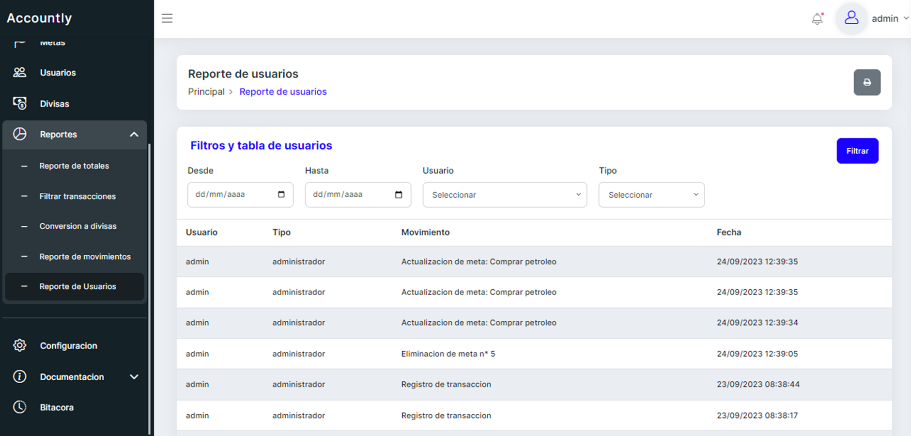 Accountly
admin
Metas
Usuarios
Divisas
Reportes
Reporte de totales
Filtrar transacciones
Conversion a divisas
Reporte de movimientos
Reporte de Usuarios
Configuracion
Documentacion
Bitacora
Reporte de usuarios
Principal > Reporte de usuarios
Filtros y tabla de usuarios
Filtrar
Desde Hasta Usuario Tipo
dd/mm/aaaa dd/mm/aaaa Seleccionar Seleccionar
Usuario Tipo Movimiento Fecha
admin administrador Actualizacion de meta: Comprar petroleo 24/09/2023 12:39:35
admin administrador Actualizacion de meta: Comprar petroleo 24/09/2023 12:39:35
admin administrador Actualizacion de meta: Comprar petroleo 24/09/2023 12:39:34
admin administrador Eliminacion de meta n° 5 24/09/2023 12:39:05
admin administrador Registro de transaccion 23/09/2023 08:38:44
admin administrador Registro de transaccion 23/09/2023 08:38:17